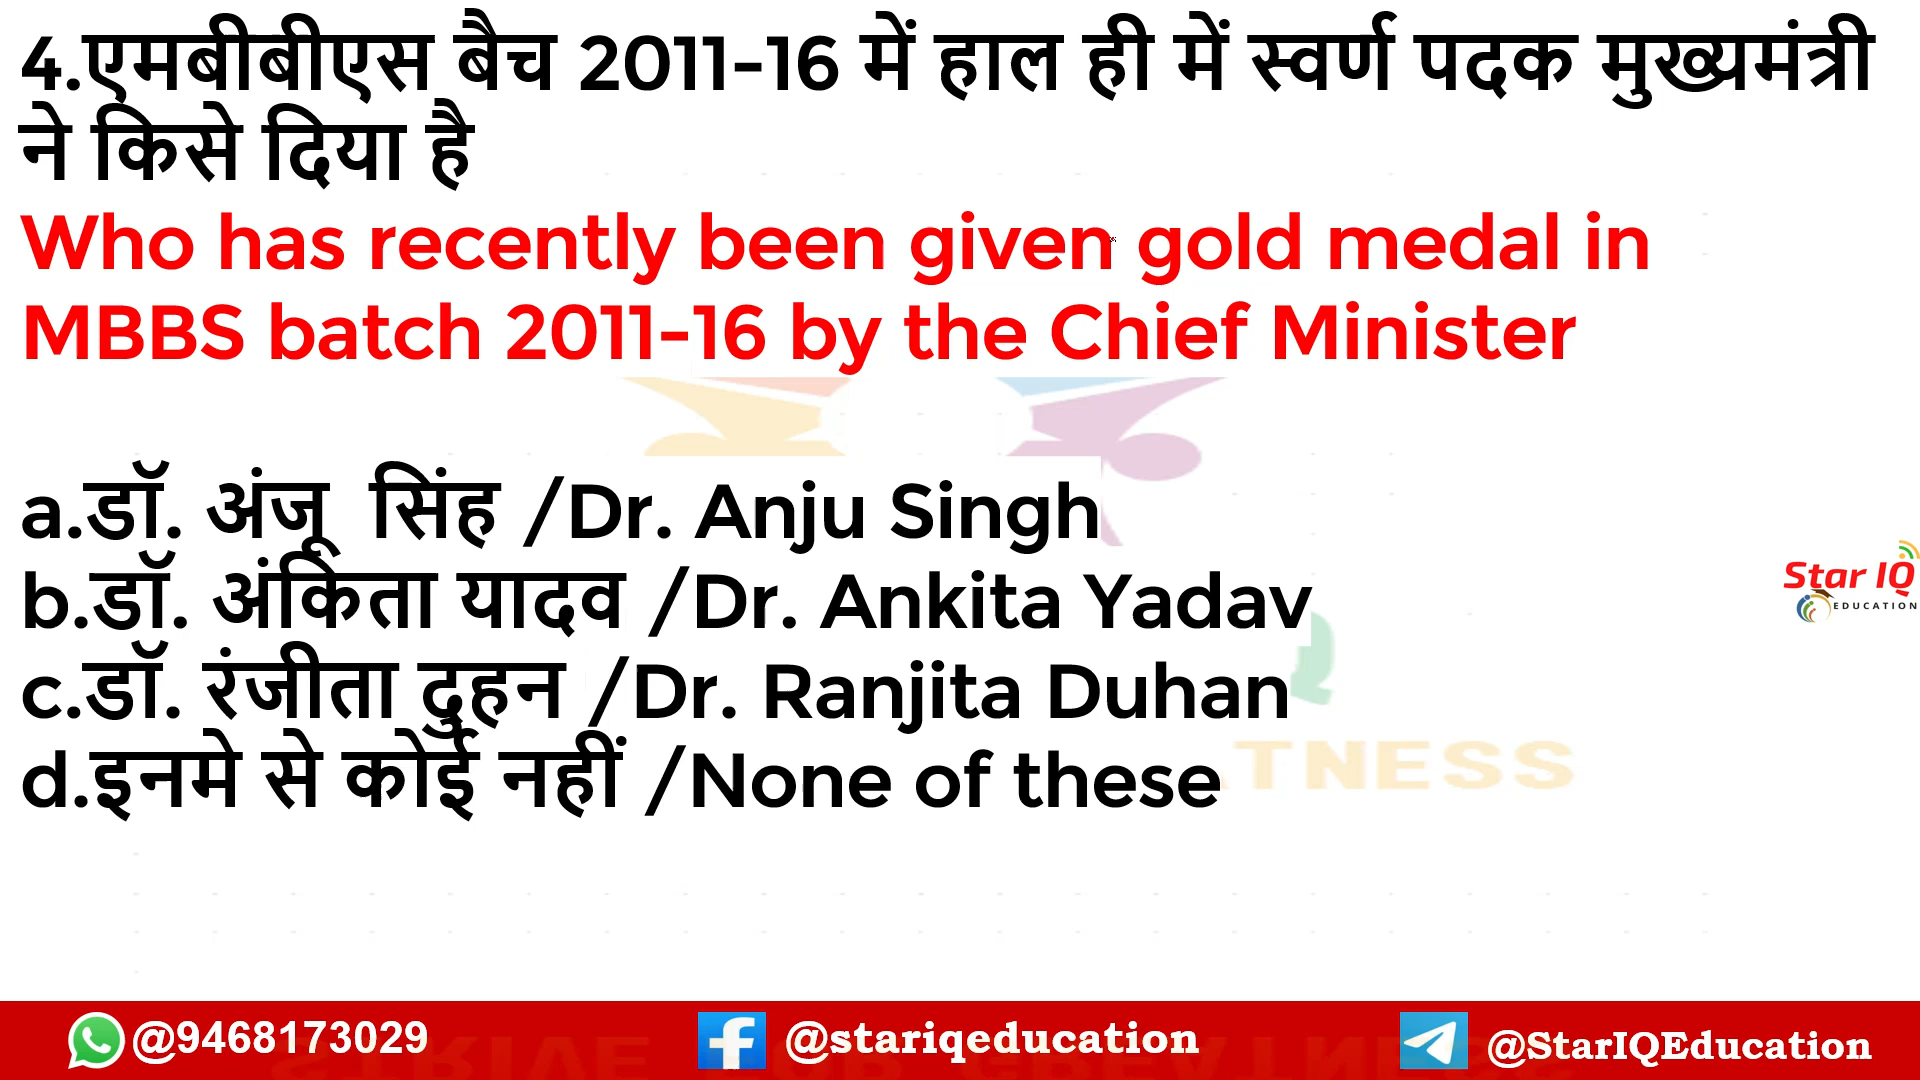 4.एमबीबीएस बैच 2011-16 में हाल ही में स्वर्ण पदक मुख्यमंत्री
ने किसे दिया है
Who has recently been given gold medal in
MBBS batch 2011-16 by the Chief Minister
a.डॉ. अंजू सिंह /Dr. Anju Singh
b.डॉ. अंकिता यादव /Dr. Ankita Yadav
c.डॉ. रंजीता दुहन /Dr. Ranjita Duhan
d.इनमे से कोई नहीं /None of these
Star IQ
EDUCATION
TNESS
@9468173029
@stariqeducation
@StarIQEducation